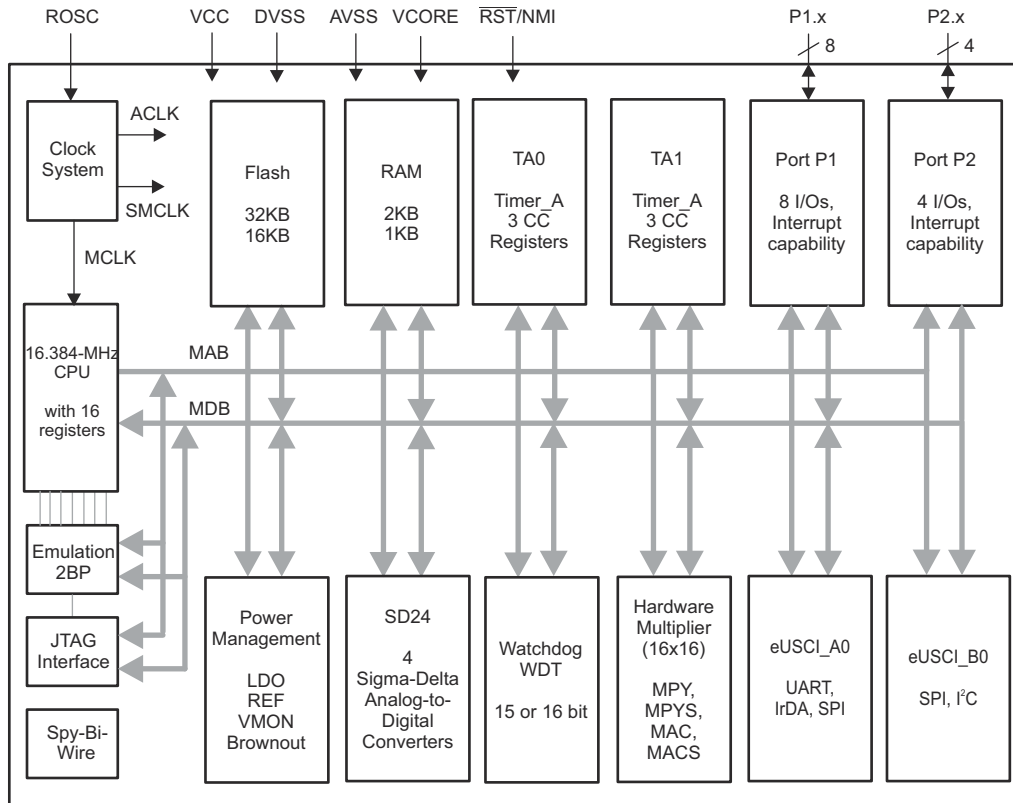 ROSC
VCC
DVSS
AVSS
VCORE
RST/NMI
P1.x
P2.x
8
4
Clock
System
ACLK
SMCLK
MCLK
Flash
32KB
16KB
RAM
2KB
1KB
TA0
Timer_A
3 CC
Registers
TA1
Timer_A
3 CC
Registers
Port P1
8 I/Os,
Interrupt
capability
Port P2
4 I/Os,
Interrupt
capability
16.384-MHz
CPU
with 16
registers
MAB
MDB
Emulation
2BP
JTAG
Interface
Spy-Bi-
Wire
Power
Management
LDO
REF
VMON
Brownout
SD24
4
Sigma-Delta
Analog-to-
Digital
Converters
Watchdog
WDT
15 or 16 bit
Hardware
Multiplier
(16x16)
MPY,
MPYS,
MAC,
MACS
eUSCI_A0
UART,
IrDA, SPI
eUSCI_B0
SPI, I²C